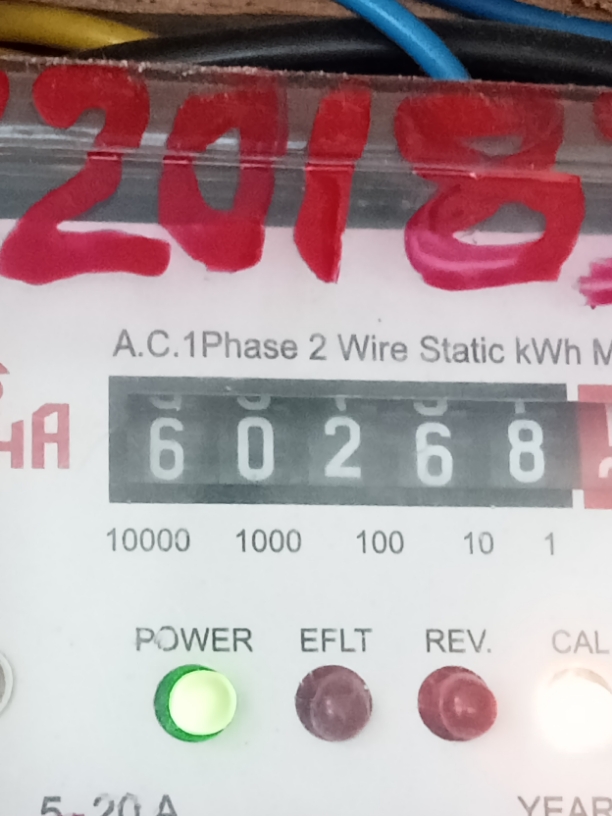 2018
A.C.1Phase 2 Wire Static kWh
HA
60268
10000 1000 100 10 1
POWER EFLT REV. CAL
5-20 A YEAR